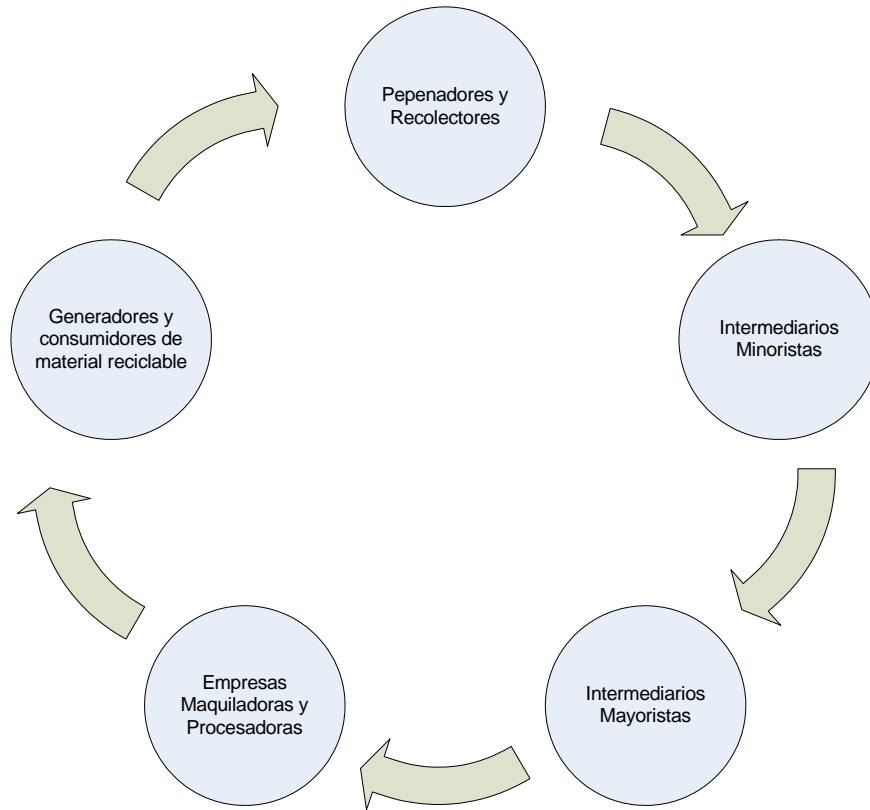 Pepenadores y
Recolectores
Intermediarios
Minoristas
Intermediarios
Mayoristas
Empresas
Maquiladoras y
Procesadoras
Generadores y
consumidores de
material reciclable